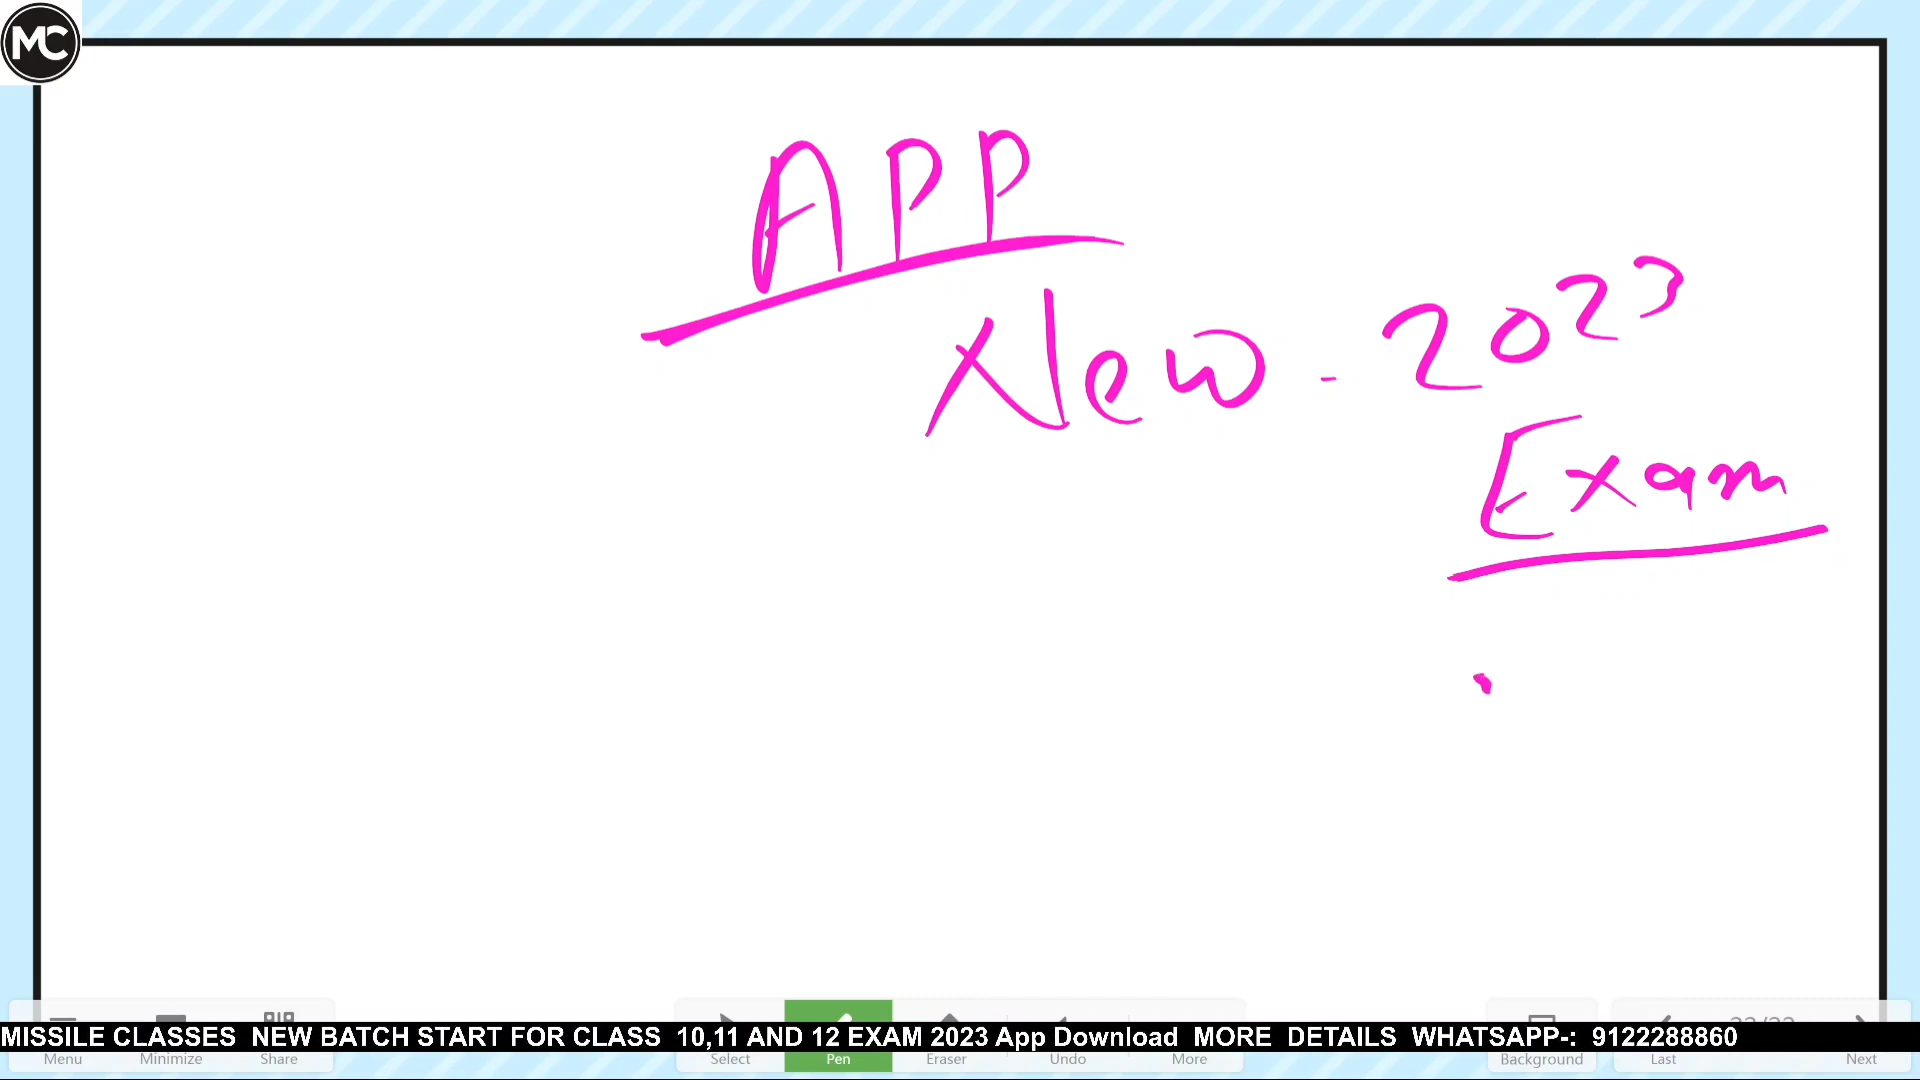 MC
APP
New - 2023
Exam
MISSILE CLASSES NEW BATCH START FOR CLASS 10,11 AND 12 EXAM 2023 App Download MORE DETAILS WHATSAPP-: 9122288860
Menu Minimize Share Select Pen Eraser Undo More Background Last Next